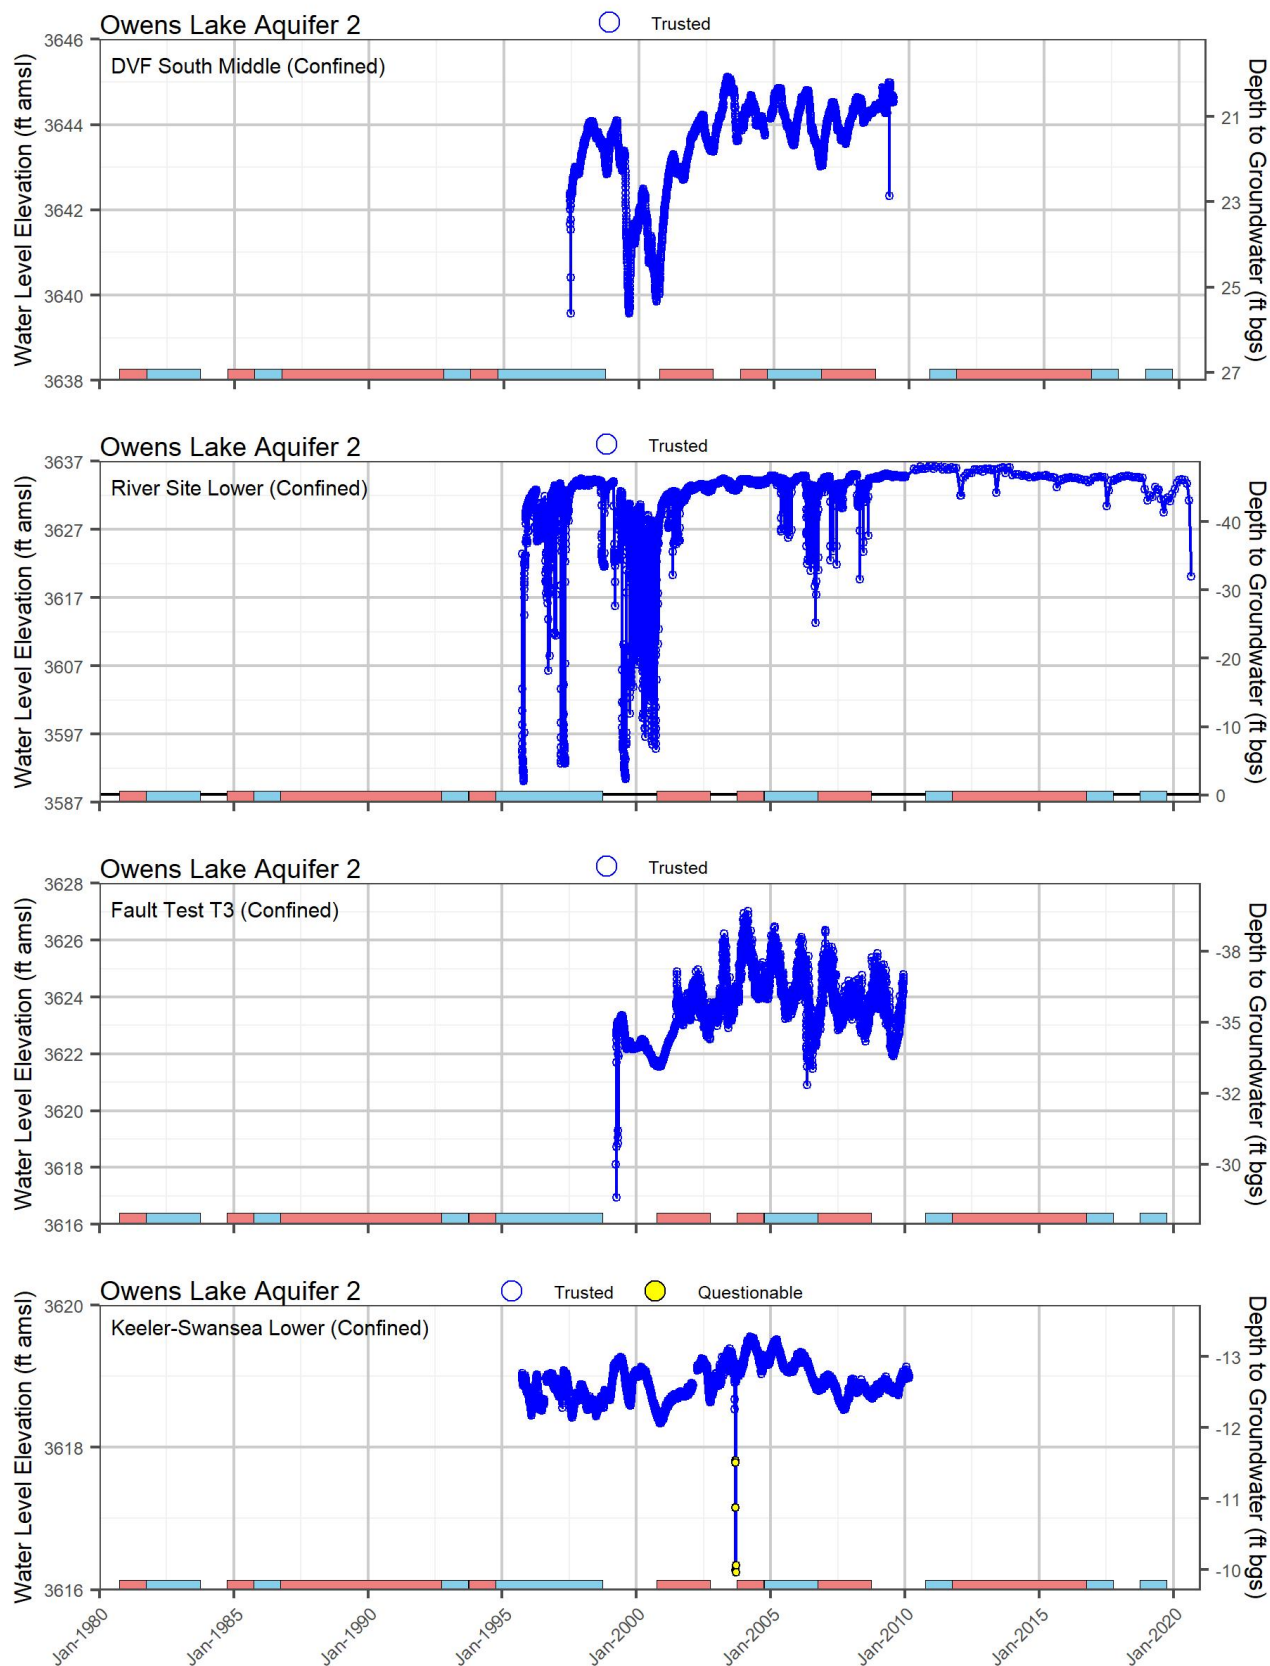 Owens Lake Aquifer 2
Trusted
DVF South Middle (Confined)
Water Level Elevation (ft amsl)
3646
3644
3642
3640
3638
21
23
25
27
Depth to Groundwater (ft bgs)
Owens Lake Aquifer 2
Trusted
River Site Lower (Confined)
Water Level Elevation (ft amsl)
3637
3627
3617
3607
3597
3587
-40
-30
-20
-10
0
Depth to Groundwater (ft bgs)
Owens Lake Aquifer 2
Trusted
Fault Test T3 (Confined)
Water Level Elevation (ft amsl)
3628
3626
3624
3622
3620
3618
3616
-38
-35
-32
-30
Depth to Groundwater (ft bgs)
Owens Lake Aquifer 2
Trusted Questionable
Keeler-Swansea Lower (Confined)
Water Level Elevation (ft amsl)
3620
3618
3616
-13
-12
-11
-10
Depth to Groundwater (ft bgs)
Jan-1980 Jan-1985 Jan-1990 Jan-1995 Jan-2000 Jan-2005 Jan-2010 Jan-2015 Jan-2020